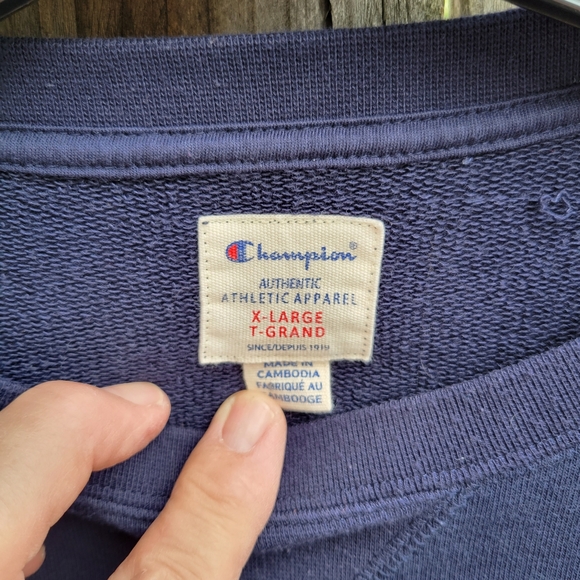 Champion®
AUTHENTIC
ATHLETIC APPAREL
X-LARGE
T-GRAND
SINCE/DEPUIS 1919
MADE IN
CAMBODIA
FABRIQUÉ AU
CAMBODGE